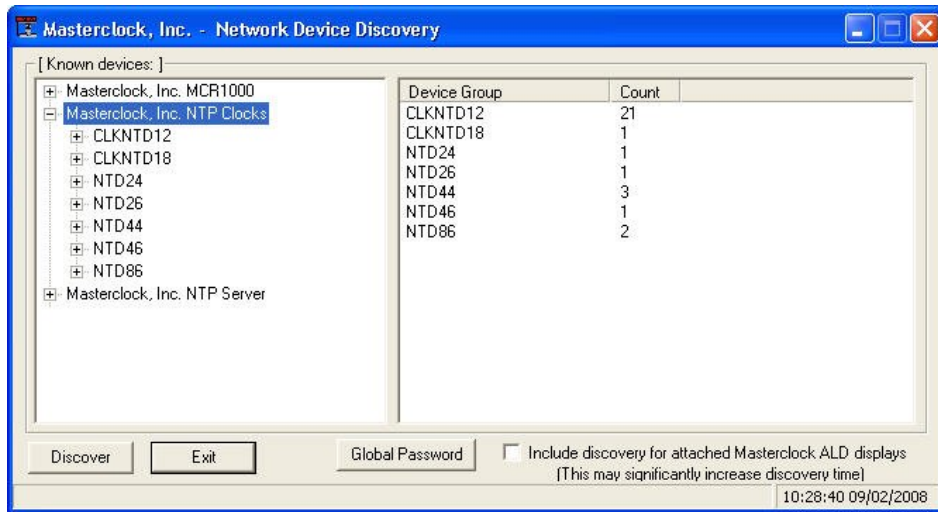 Masterclock, Inc. - Network Device Discovery
[ Known devices: ]
Masterclock, Inc. MCR1000
Masterclock, Inc. NTP Clocks
CLKNTD12
CLKNTD18
NTD24
NTD26
NTD44
NTD46
NTD86
Masterclock, Inc. NTP Server
Device Group Count
CLKNTD12 21
CLKNTD18 1
NTD24 1
NTD26 1
NTD44 3
NTD46 1
NTD86 2
Discover Exit Global Password Include discovery for attached Masterclock ALD displays
(This may significantly increase discovery time)
10:28:40 09/02/2008